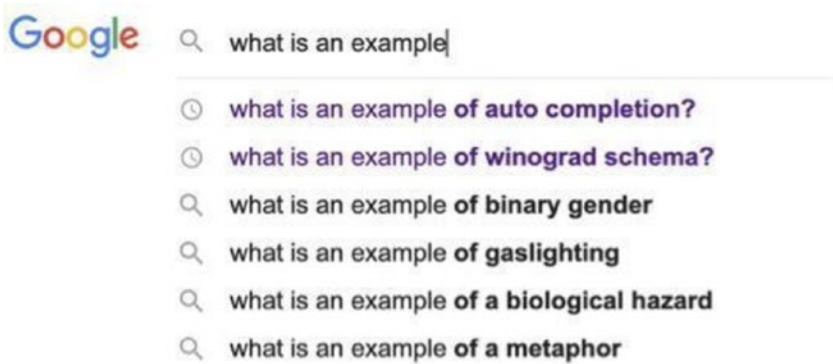 Google what is an example
what is an example of auto completion?
what is an example of winograd schema?
what is an example of binary gender
what is an example of gaslighting
what is an example of a biological hazard
what is an example of a metaphor